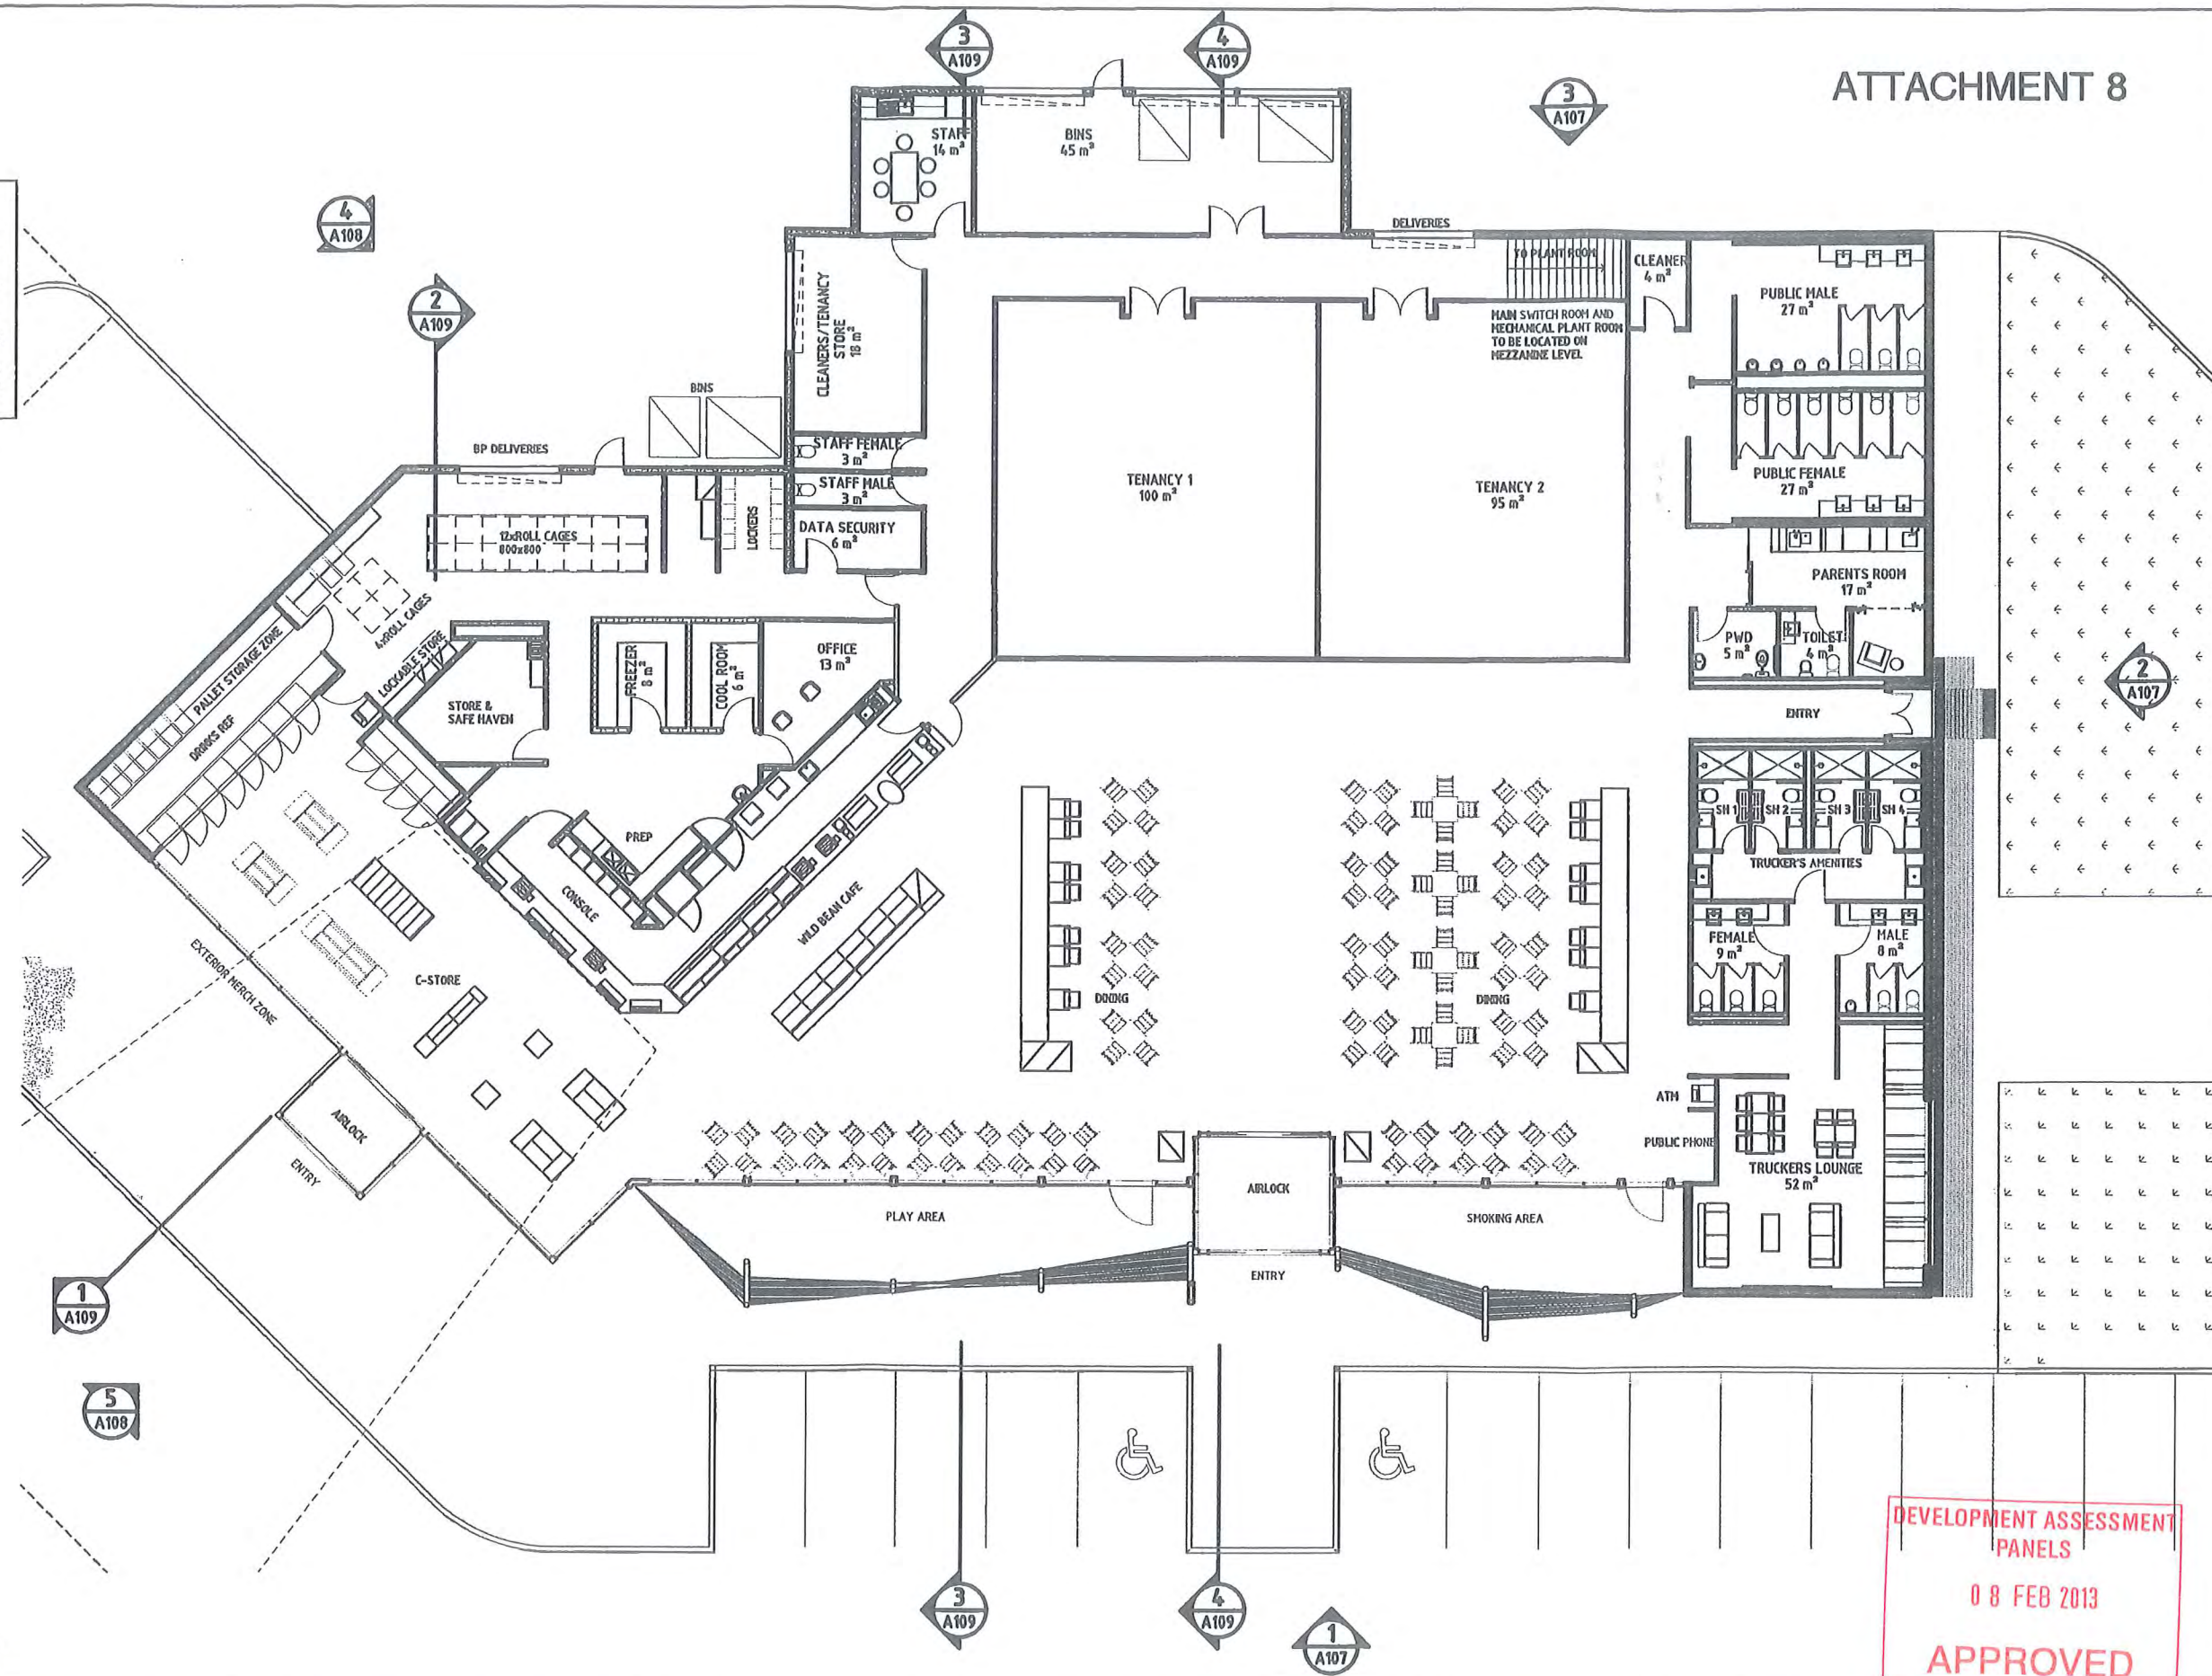 ATTACHMENT 8
3
A109
4
A109
3
A107
STAFF
14 m²
BINS
45 m²
4
A108
DELIVERIES
TO PLANT ROOM
CLEANER
4 m²
PUBLIC MALE
27 m²
2
A109
CLEANERS/TENANCY
STORE
18 m²
MAIN SWITCH ROOM AND
MECHANICAL PLANT ROOM
TO BE LOCATED ON
MEZZANINE LEVEL
BINS
BP DELIVERIES
STAFF FEMALE
3 m²
STAFF MALE
3 m²
TENANCY 1
100 m²
TENANCY 2
95 m²
PUBLIC FEMALE
27 m²
LOCKERS
DATA SECURITY
6 m²
12xROLL CAGES
800x800
PARENTS ROOM
17 m²
4xROLL CAGES
LOCKABLE STORE
PALLET STORAGE ZONE
DRINKS REF
STORE &
SAFE HAVEN
FREEZER
8 m²
COOL ROOM
6 m²
OFFICE
13 m²
PWD
5 m²
TOILET
4 m²
2
A107
ENTRY
SH 1
SH 2
SH 3
SH 4
TRUCKER'S AMENITIES
PREP
CONSOLE
WILD BEAN CAFE
FEMALE
9 m²
MALE
8 m²
EXTERIOR MERCH ZONE
C-STORE
DINING
DINING
ATM
PUBLIC PHONE
AIRLOCK
ENTRY
TRUCKERS LOUNGE
52 m²
AIRLOCK
PLAY AREA
SMOKING AREA
ENTRY
1
A109
5
A108
3
A109
4
A109
1
A107
DEVELOPMENT ASSESSMENT
PANELS
08 FEB 2013
APPROVED